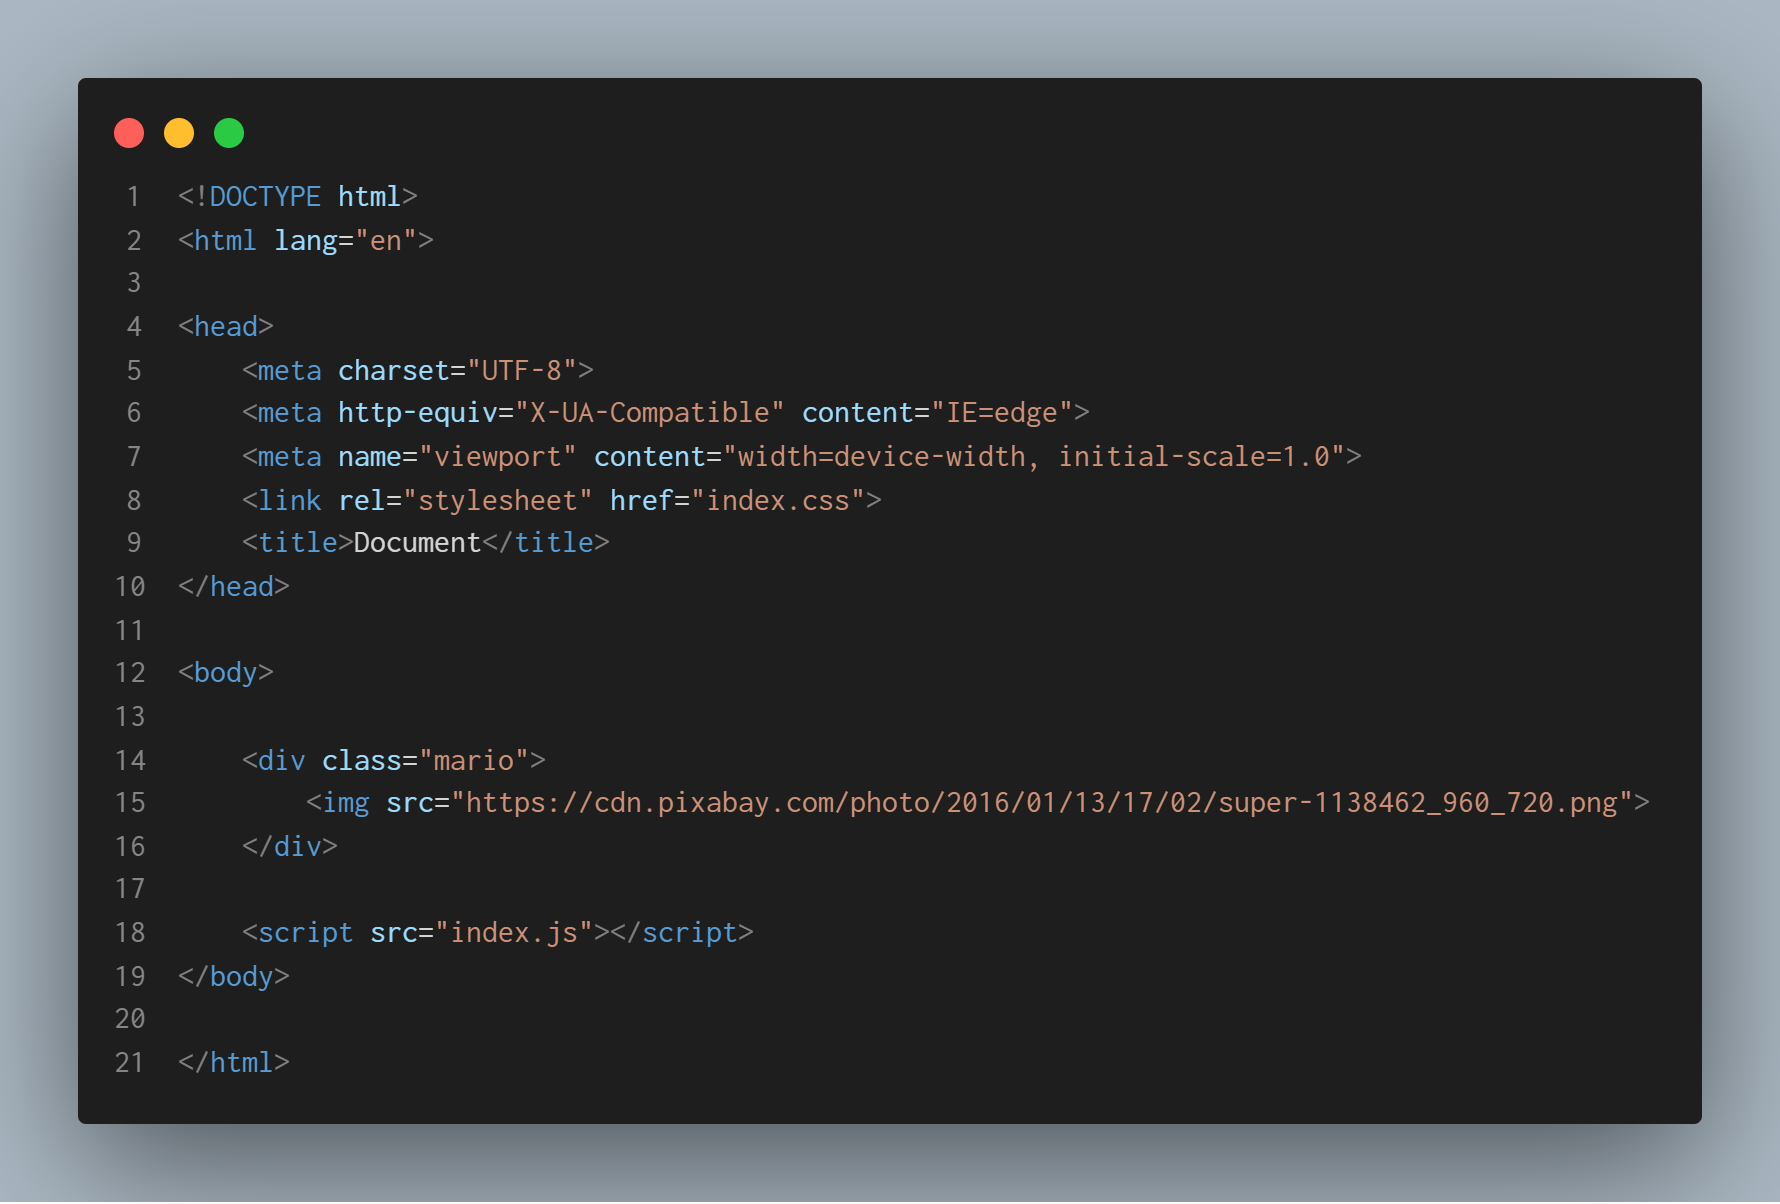 1 <!DOCTYPE html>
2 <html lang="en">
3
4 <head>
5     <meta charset="UTF-8">
6     <meta http-equiv="X-UA-Compatible" content="IE=edge">
7     <meta name="viewport" content="width=device-width, initial-scale=1.0">
8     <link rel="stylesheet" href="index.css">
9     <title>Document</title>
10 </head>
11
12 <body>
13
14     <div class="mario">
15         <img src="https://cdn.pixabay.com/photo/2016/01/13/17/02/super-1138462_960_720.png">
16     </div>
17
18     <script src="index.js"></script>
19 </body>
20
21 </html>